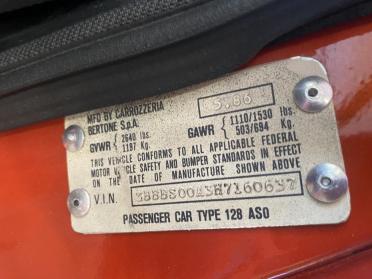 MFD BY CARROZZERIA 5.86
BERTONE S.p.A.
GVWR { 2640 lbs. 1197 Kg. GAWR { 1110/1530 lbs. 503/694 Kg.
THIS VEHICLE CONFORMS TO ALL APPLICABLE FEDERAL
MOTOR VEHICLE SAFETY AND BUMPER STANDARDS IN EFFECT
ON THE DATE OF MANUFACTURE SHOWN ABOVE
V.I.N. 3BBBS00A3H7160637
PASSENGER CAR TYPE 128 ASO